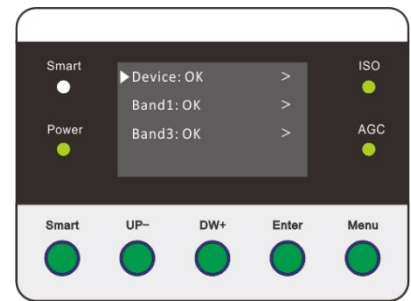 Smart
ISO
Device: OK >
Band1: OK >
Band3: OK >
Power
AGC
Smart UP– DW+ Enter Menu